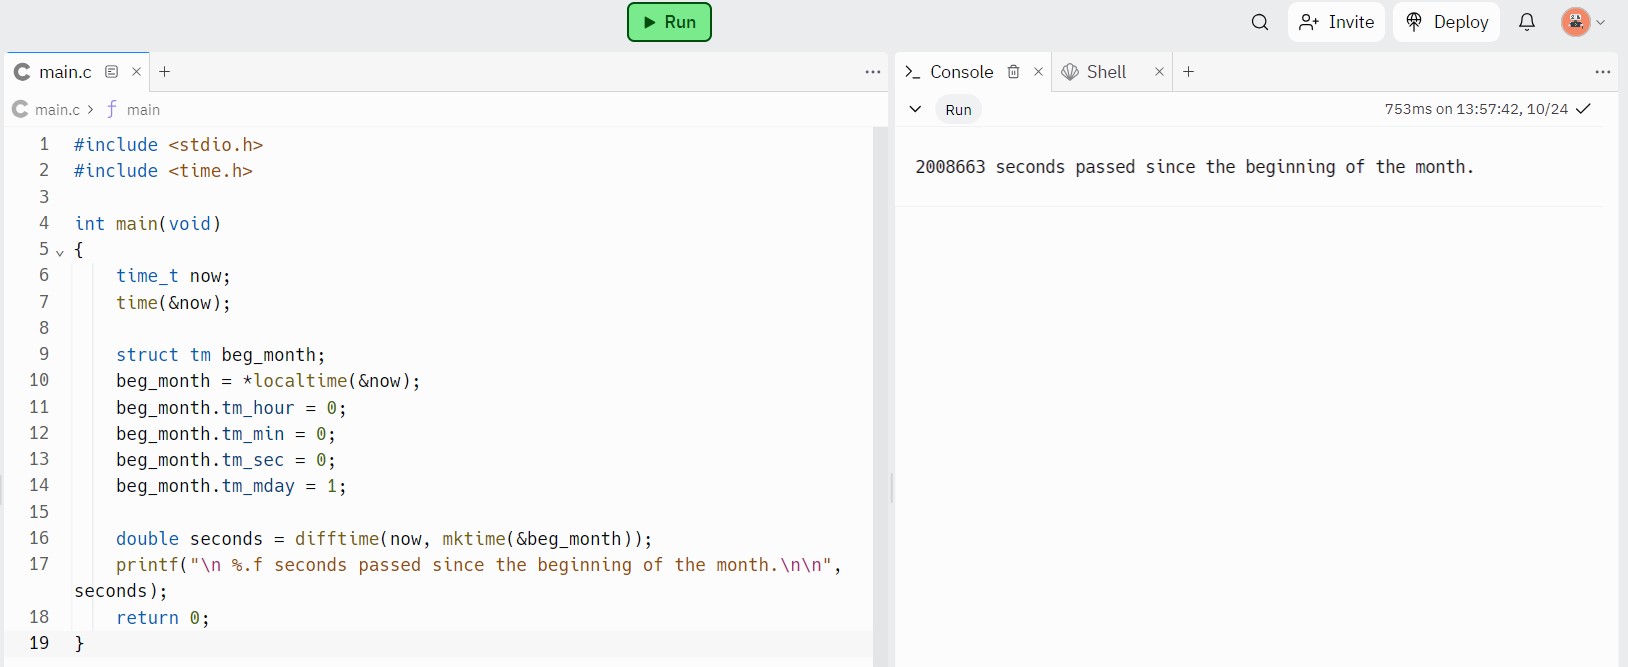 Run
Invite
Deploy
main.c
main.c > main
1 #include <stdio.h>
2 #include <time.h>
3
4 int main(void)
5 {
6 time_t now;
7 time(&now);
8
9 struct tm beg_month;
10 beg_month = *localtime(&now);
11 beg_month.tm_hour = 0;
12 beg_month.tm_min = 0;
13 beg_month.tm_sec = 0;
14 beg_month.tm_mday = 1;
15
16 double seconds = difftime(now, mktime(&beg_month));
17 printf("\n %.f seconds passed since the beginning of the month.\n\n",
seconds);
18 return 0;
19 }
Console
Shell
Run
753ms on 13:57:42, 10/24
2008663 seconds passed since the beginning of the month.